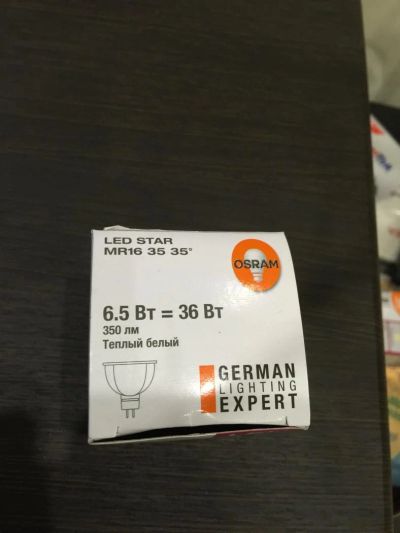 LED STAR
MR16 35 35°
OSRAM
6.5 Вт = 36 Вт
350 лм
Теплый белый
GERMAN
LIGHTING
EXPERT